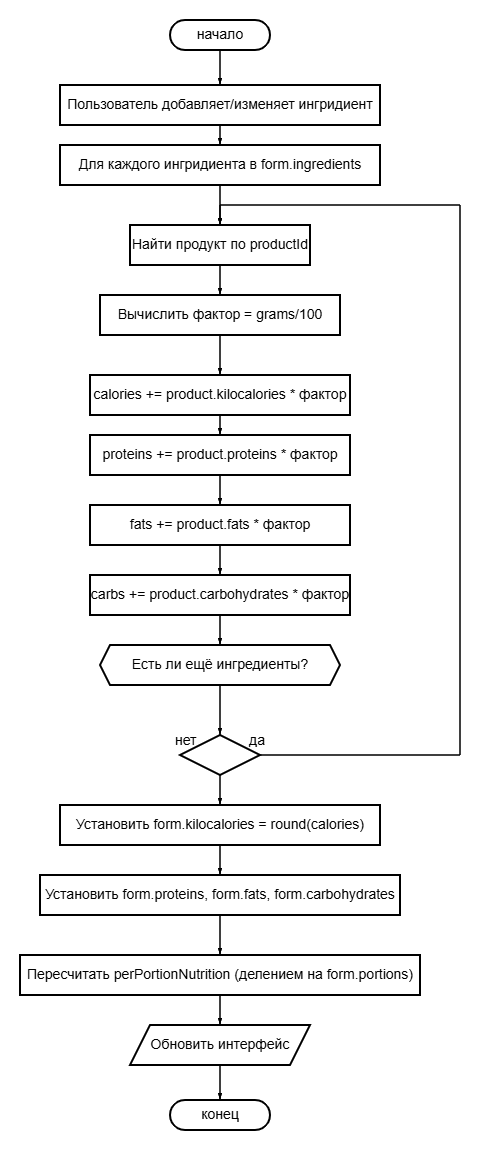 начало
Пользователь добавляет/изменяет ингридиент
Для каждого ингридиента в form.ingredients
Найти продукт по productId
Вычислить фактор = grams/100
calories += product.kilocalories * фактор
proteins += product.proteins * фактор
fats += product.fats * фактор
carbs += product.carbohydrates * фактор
Есть ли ещё ингредиенты?
нет
да
Установить form.kilocalories = round(calories)
Установить form.proteins, form.fats, form.carbohydrates
Пересчитать perPortionNutrition (делением на form.portions)
Обновить интерфейс
конец